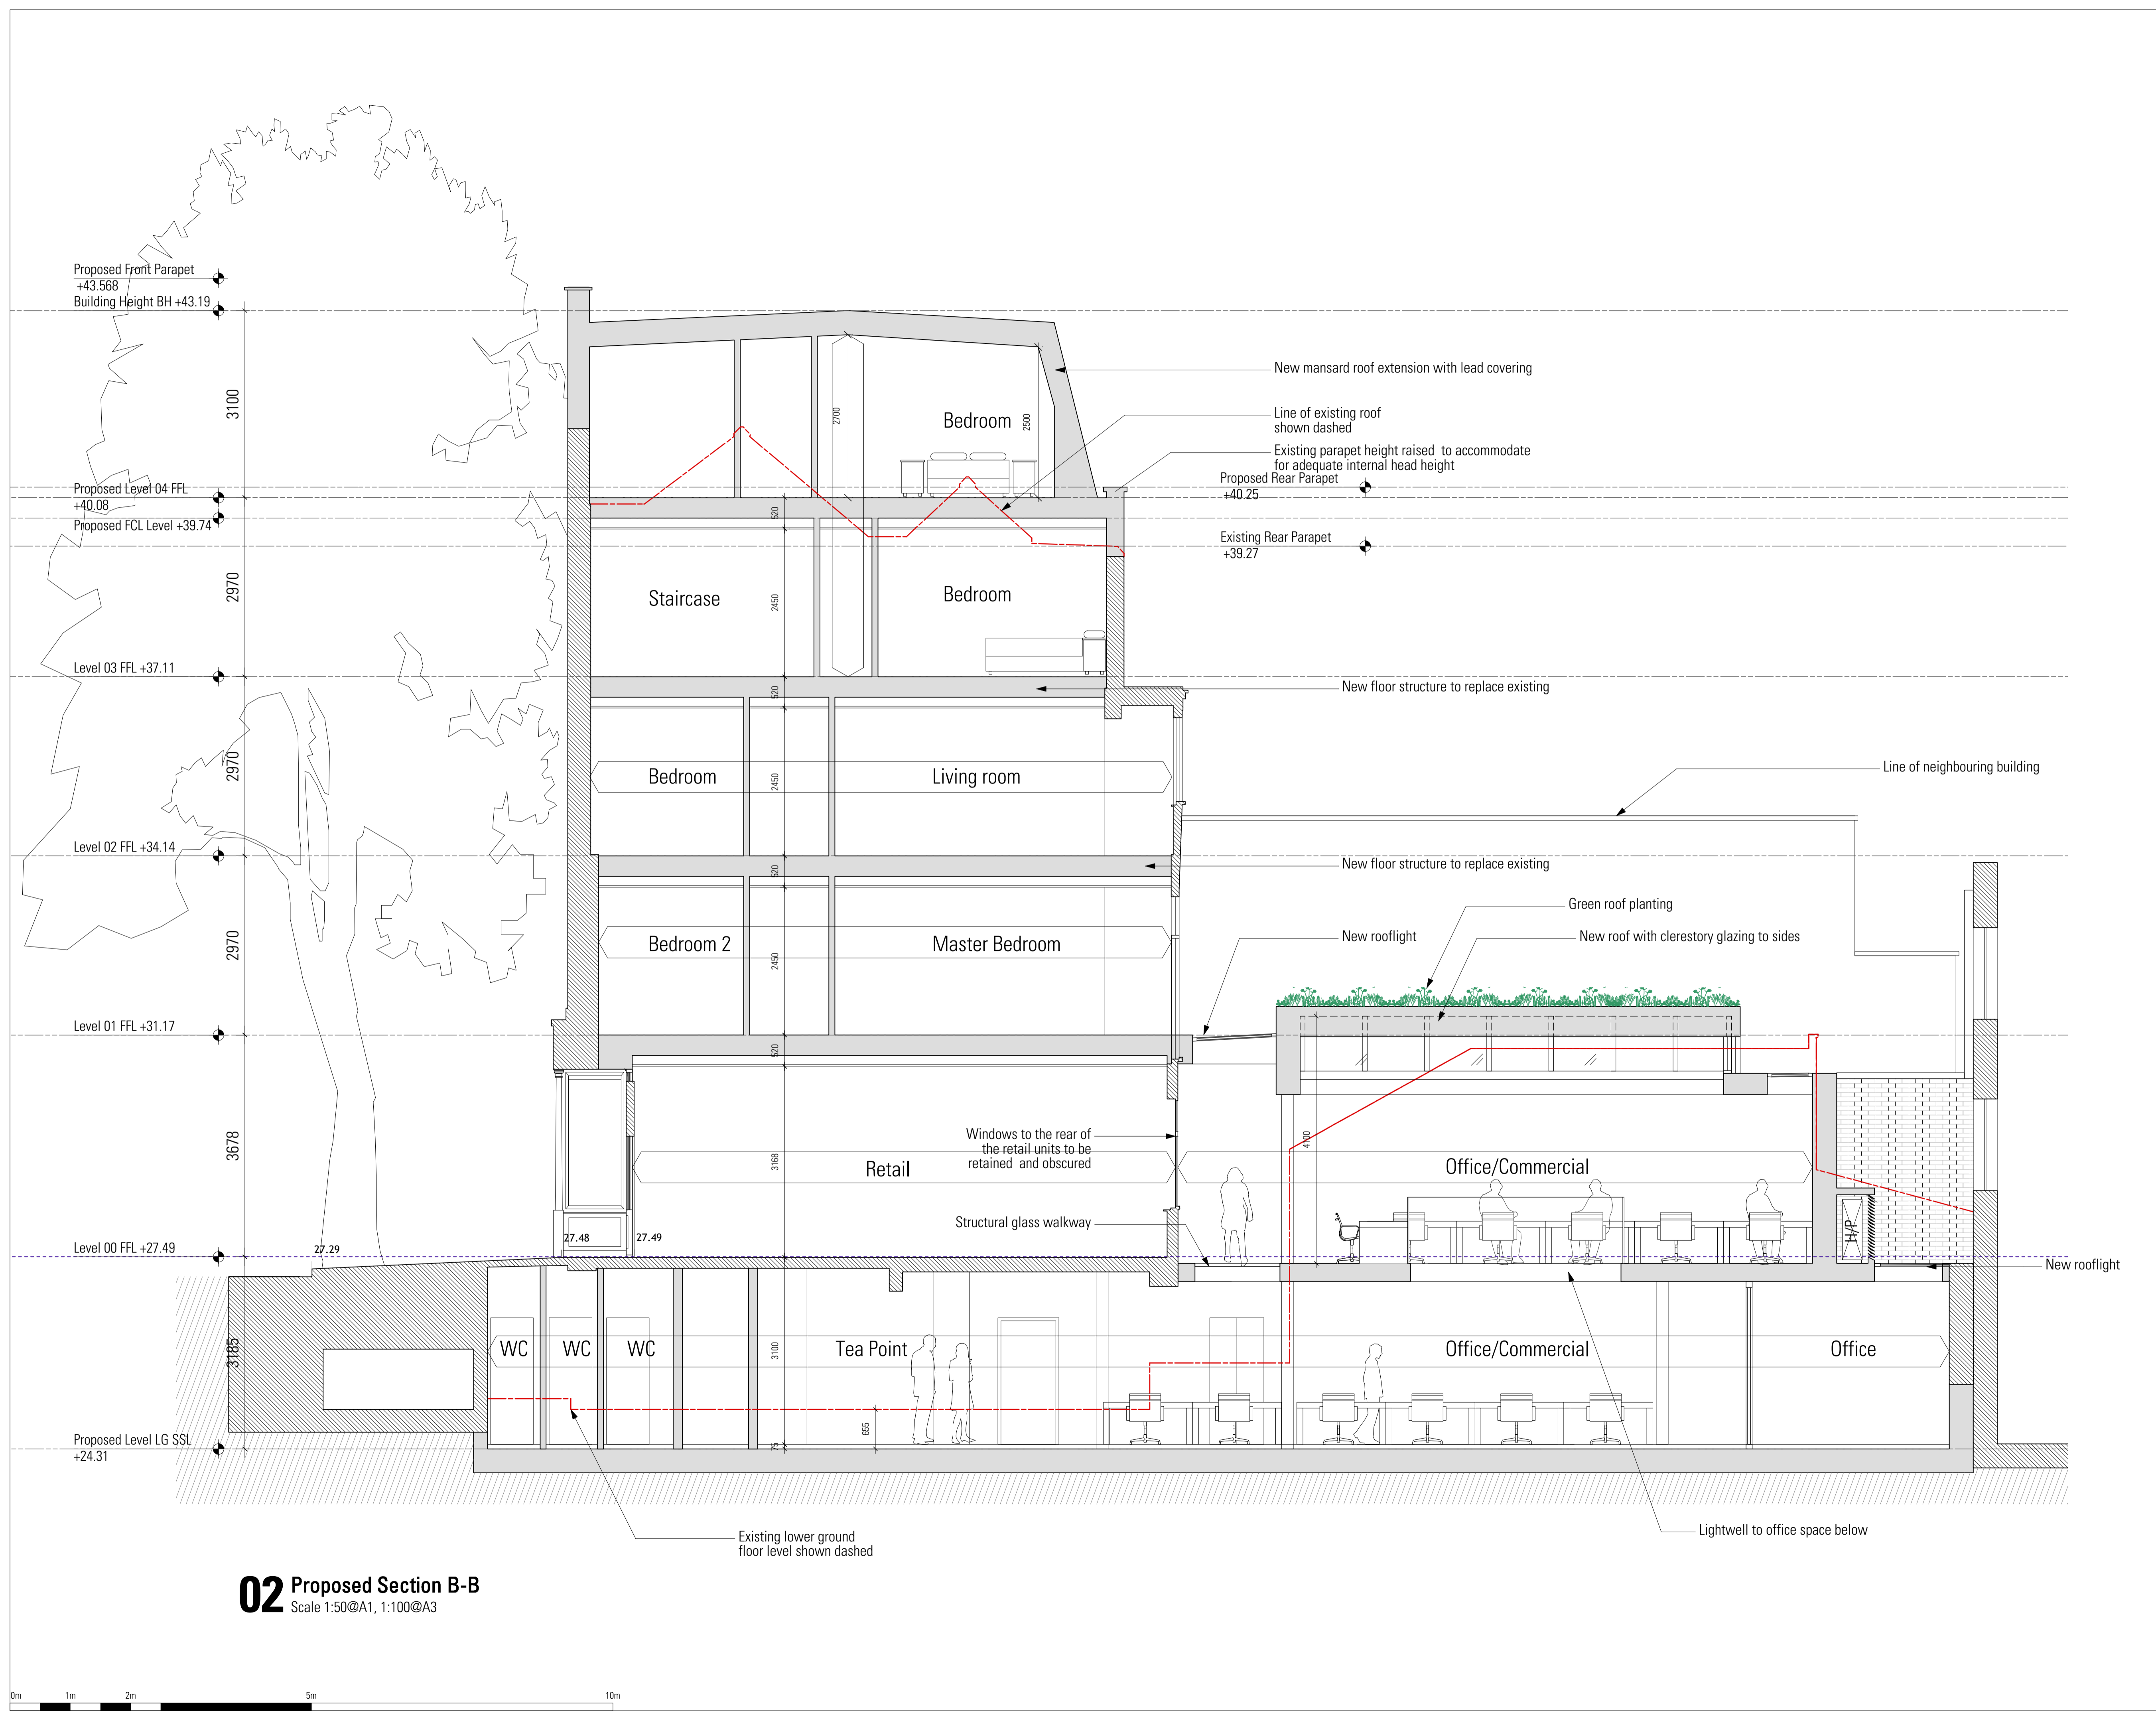 Proposed Front Parapet
+43.568
Building Height BH +43.19
3100
New mansard roof extension with lead covering
2700
Bedroom
2500
Line of existing roof
shown dashed
Existing parapet height raised to accommodate
for adequate internal head height
Proposed Rear Parapet
+40.25
Proposed Level 04 FFL
+40.08
Proposed FCL Level +39.74
520
Existing Rear Parapet
+39.27
2970
Staircase
2450
Bedroom
Level 03 FFL +37.11
520
New floor structure to replace existing
2970
Bedroom
2450
Living room
Line of neighbouring building
Level 02 FFL +34.14
520
New floor structure to replace existing
Green roof planting
2970
Bedroom 2
2450
Master Bedroom
New rooflight
New roof with clerestory glazing to sides
Level 01 FFL +31.17
520
3678
3168
Retail
Windows to the rear of
the retail units to be
retained and obscured
4100
Office/Commercial
Structural glass walkway
H/P
Level 00 FFL +27.49
27.29
27.48
27.49
New rooflight
3185
WC
WC
WC
3100
Tea Point
Office/Commercial
Office
655
75
Proposed Level LG SSL
+24.31
Existing lower ground
floor level shown dashed
Lightwell to office space below
02 Proposed Section B-B
Scale 1:50@A1, 1:100@A3
0m 1m 2m 5m 10m